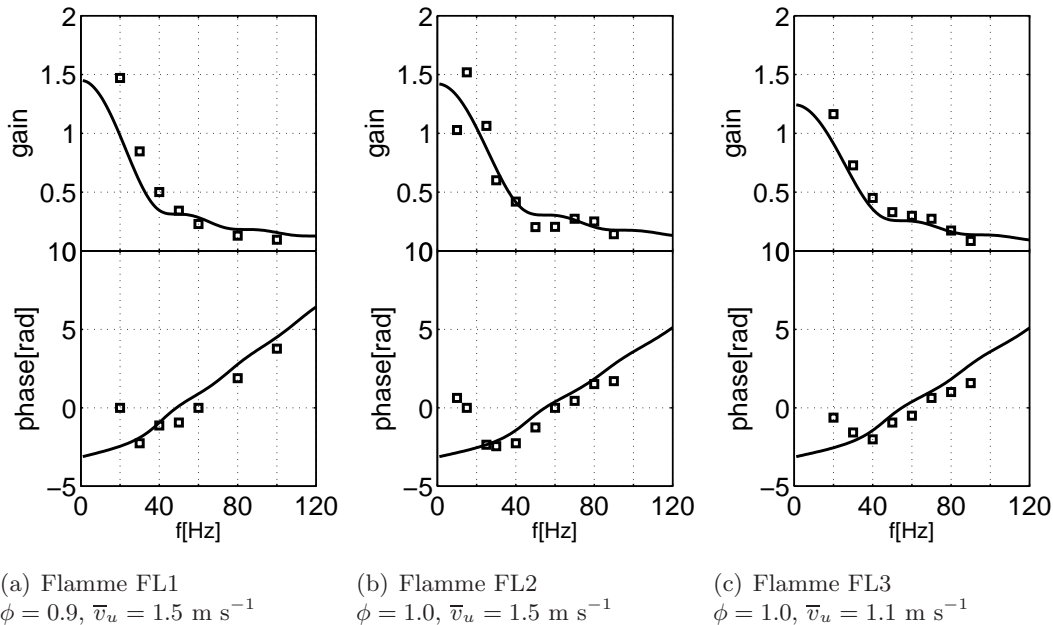 2
1.5
1
0.5
10
5
0
−5
gain
phase[rad]
0 40 80 120
f[Hz]
2
1.5
1
0.5
10
5
0
−5
gain
phase[rad]
0 40 80 120
f[Hz]
2
1.5
1
0.5
10
5
0
−5
gain
phase[rad]
0 40 80 120
f[Hz]
(a) Flamme FL1
ϕ = 0.9, v̅ᵤ = 1.5 m s⁻¹
(b) Flamme FL2
ϕ = 1.0, v̅ᵤ = 1.5 m s⁻¹
(c) Flamme FL3
ϕ = 1.0, v̅ᵤ = 1.1 m s⁻¹